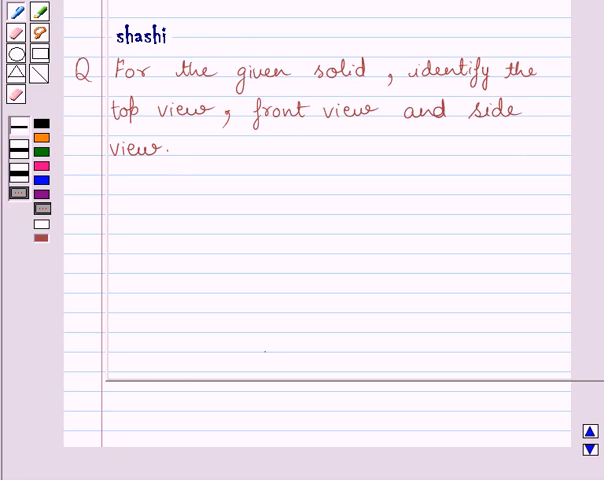 shashi
Q For the given solid, identify the
top view, front view and side
view.